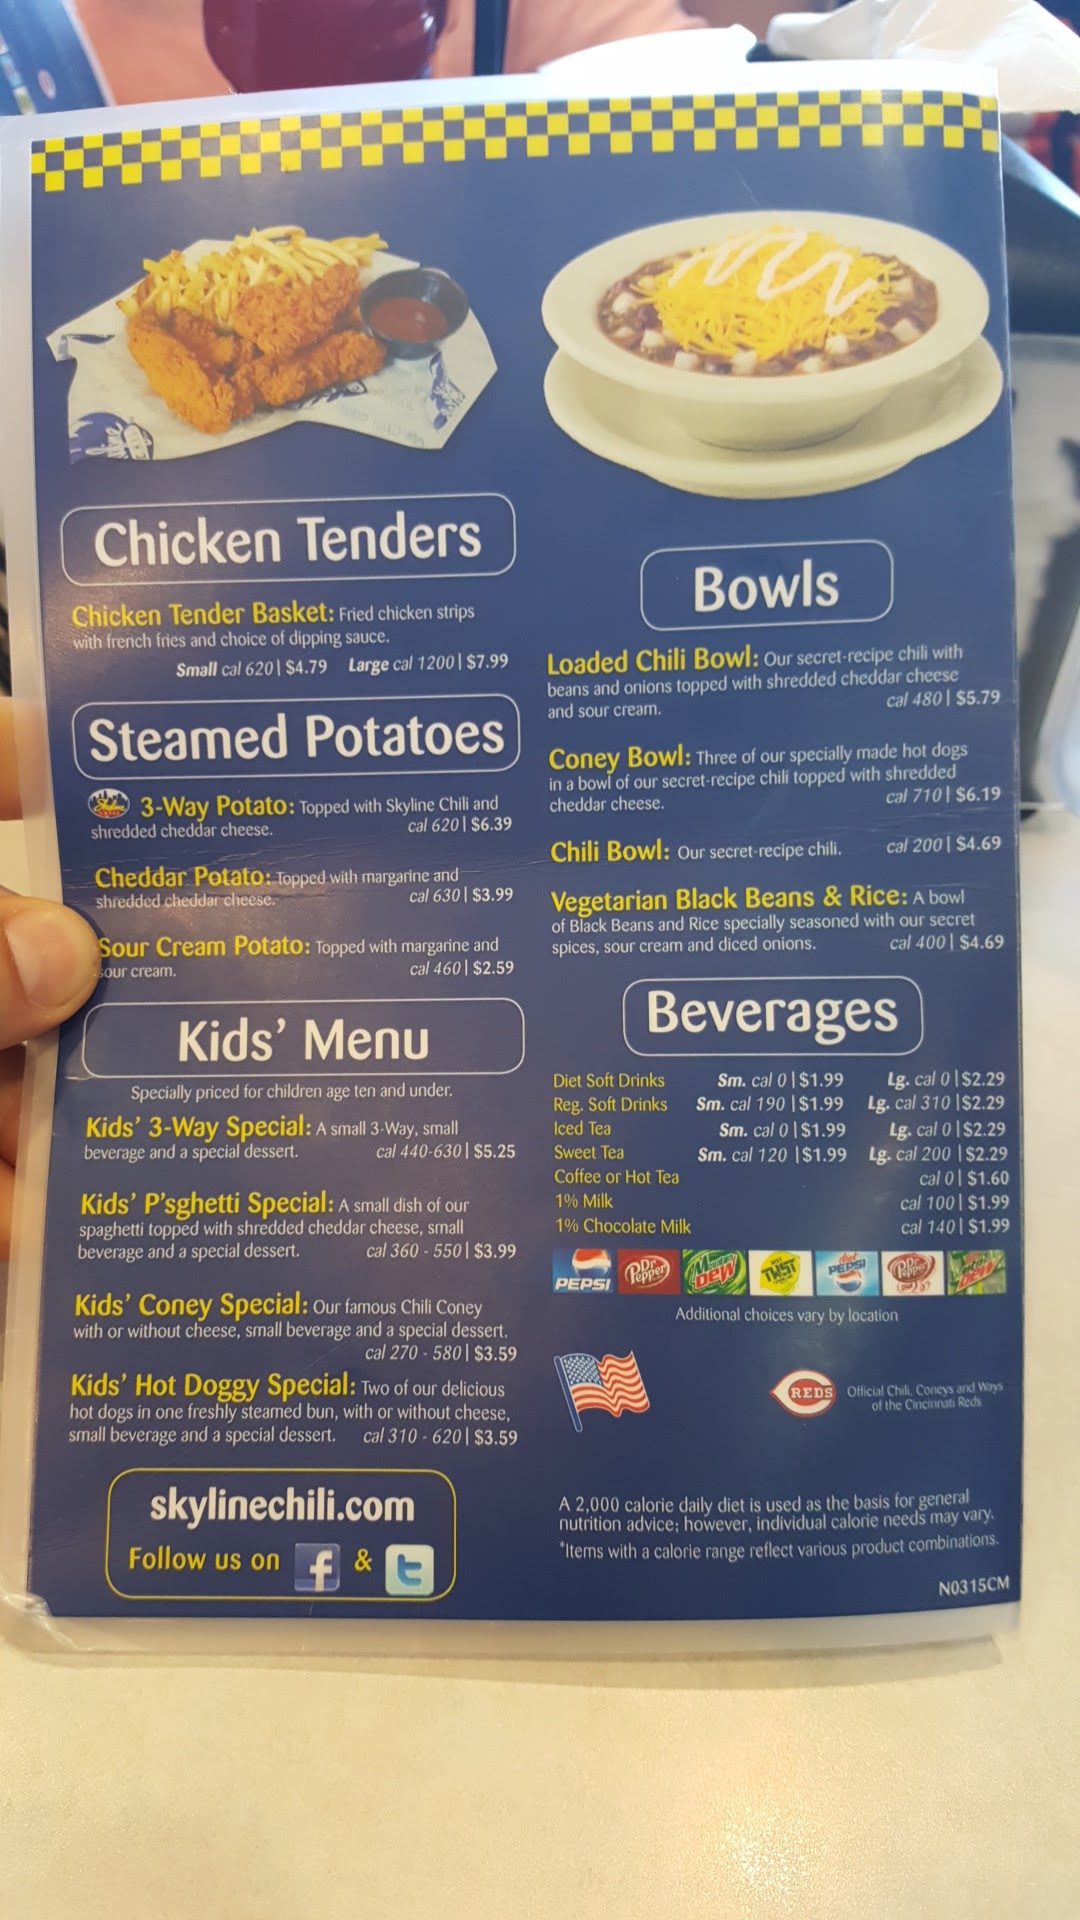 Chicken Tenders
Chicken Tender Basket: Fried chicken strips
with french fries and choice of dipping sauce.
Small cal 620 | $4.79 Large cal 1200 | $7.99
Steamed Potatoes
3-Way Potato: Topped with Skyline Chili and
shredded cheddar cheese. cal 620 | $6.39
Cheddar Potato: Topped with margarine and
shredded cheddar cheese. cal 630 | $3.99
Sour Cream Potato: Topped with margarine and
sour cream. cal 460 | $2.59
Kids' Menu
Specially priced for children age ten and under.
Kids' 3-Way Special: A small 3-Way, small
beverage and a special dessert. cal 440-630 | $5.25
Kids' P'sghetti Special: A small dish of our
spaghetti topped with shredded cheddar cheese, small
beverage and a special dessert. cal 360 - 550 | $3.99
Kids' Coney Special: Our famous Chili Coney
with or without cheese, small beverage and a special dessert.
cal 270 - 580 | $3.59
Kids' Hot Doggy Special: Two of our delicious
hot dogs in one freshly steamed bun, with or without cheese,
small beverage and a special dessert. cal 310 - 620 | $3.59
skylinechili.com
Follow us on f & t
Bowls
Loaded Chili Bowl: Our secret-recipe chili with
beans and onions topped with shredded cheddar cheese
and sour cream. cal 480 | $5.79
Coney Bowl: Three of our specially made hot dogs
in a bowl of our secret-recipe chili topped with shredded
cheddar cheese. cal 710 | $6.19
Chili Bowl: Our secret-recipe chili. cal 200 | $4.69
Vegetarian Black Beans & Rice: A bowl
of Black Beans and Rice specially seasoned with our secret
spices, sour cream and diced onions. cal 400 | $4.69
Beverages
Diet Soft Drinks Sm. cal 0 | $1.99 Lg. cal 0 | $2.29
Reg. Soft Drinks Sm. cal 190 | $1.99 Lg. cal 310 | $2.29
Iced Tea Sm. cal 0 | $1.99 Lg. cal 0 | $2.29
Sweet Tea Sm. cal 120 | $1.99 Lg. cal 200 | $2.29
Coffee or Hot Tea cal 0 | $1.60
1% Milk cal 100 | $1.99
1% Chocolate Milk cal 140 | $1.99
PEPSI Dr Pepper Mountain Dew TWST diet PEPSI Dr Pepper Dew
Additional choices vary by location
REDS
Official Chili, Coneys and Ways
of the Cincinnati Reds
A 2,000 calorie daily diet is used as the basis for general
nutrition advice; however, individual calorie needs may vary.
*Items with a calorie range reflect various product combinations.
N0315CM